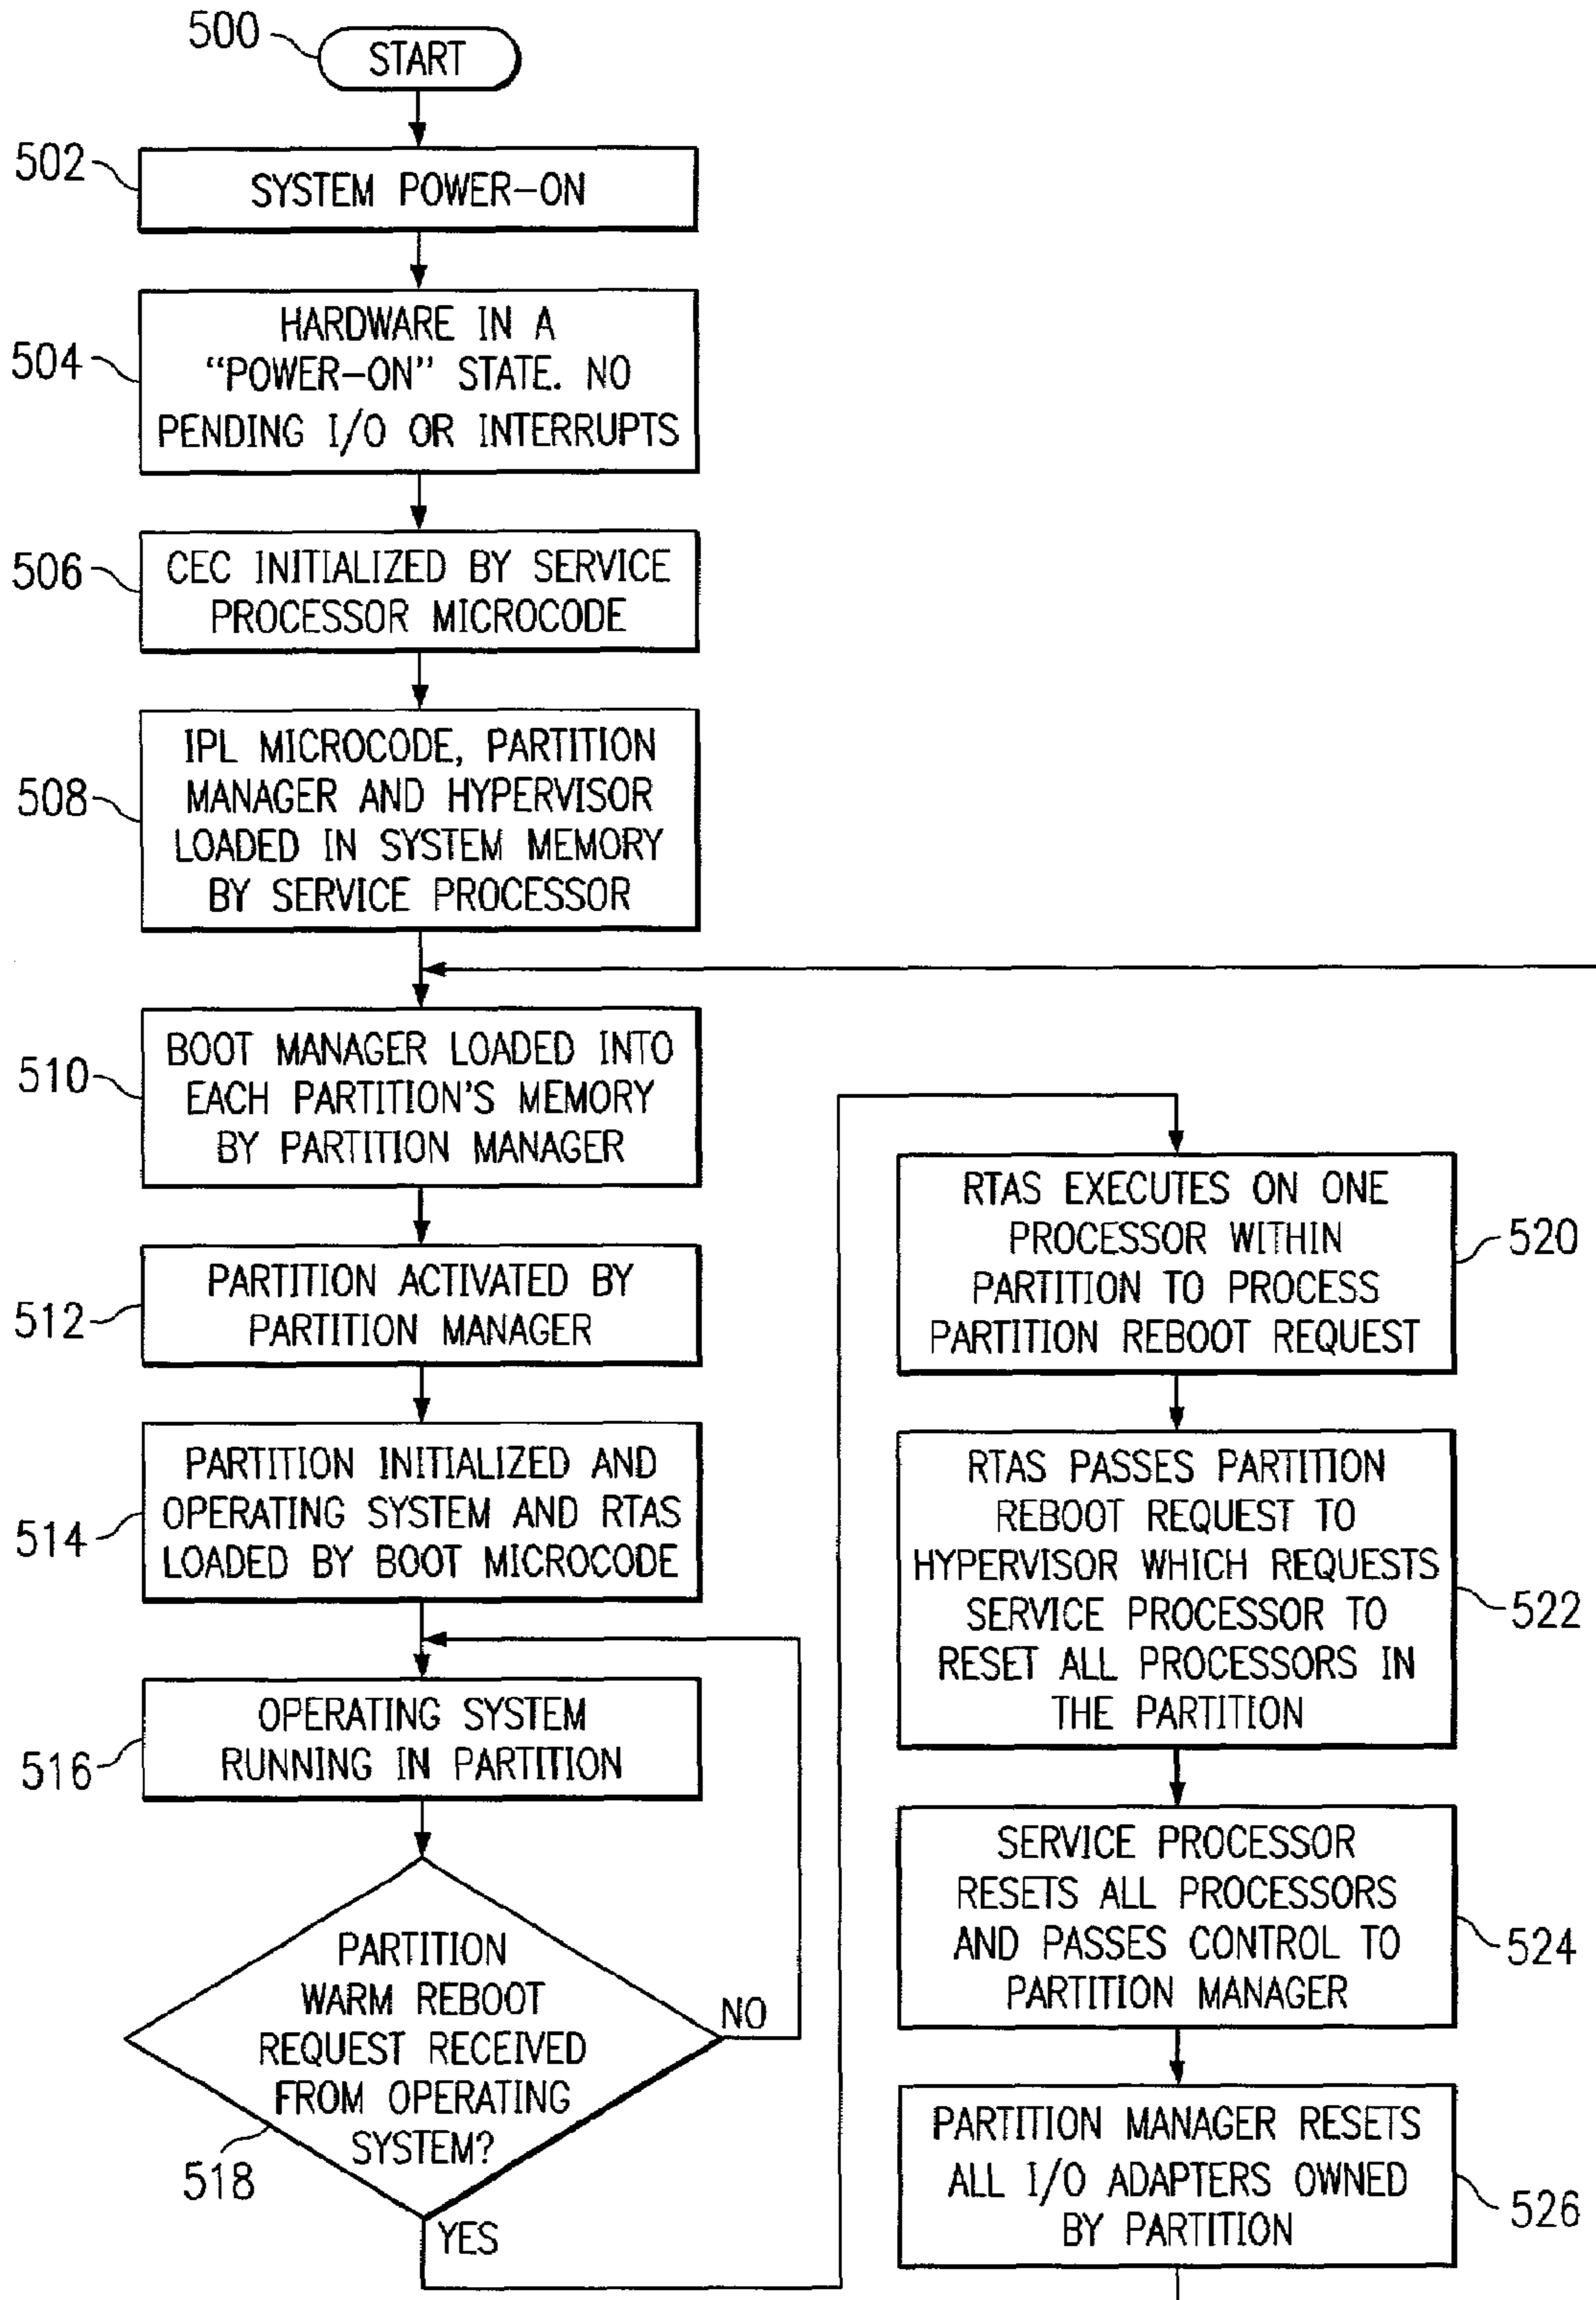 500
START
502
SYSTEM POWER-ON
504
HARDWARE IN A
“POWER-ON” STATE. NO
PENDING I/O OR INTERRUPTS
506
CEC INITIALIZED BY SERVICE
PROCESSOR MICROCODE
508
IPL MICROCODE, PARTITION
MANAGER AND HYPERVISOR
LOADED IN SYSTEM MEMORY
BY SERVICE PROCESSOR
510
BOOT MANAGER LOADED INTO
EACH PARTITION'S MEMORY
BY PARTITION MANAGER
512
PARTITION ACTIVATED BY
PARTITION MANAGER
514
PARTITION INITIALIZED AND
OPERATING SYSTEM AND RTAS
LOADED BY BOOT MICROCODE
516
OPERATING SYSTEM
RUNNING IN PARTITION
518
PARTITION
WARM REBOOT
REQUEST RECEIVED
FROM OPERATING
SYSTEM?
NO
YES
RTAS EXECUTES ON ONE
PROCESSOR WITHIN
PARTITION TO PROCESS
PARTITION REBOOT REQUEST
520
RTAS PASSES PARTITION
REBOOT REQUEST TO
HYPERVISOR WHICH REQUESTS
SERVICE PROCESSOR TO
RESET ALL PROCESSORS IN
THE PARTITION
522
SERVICE PROCESSOR
RESETS ALL PROCESSORS
AND PASSES CONTROL TO
PARTITION MANAGER
524
PARTITION MANAGER RESETS
ALL I/O ADAPTERS OWNED
BY PARTITION
526